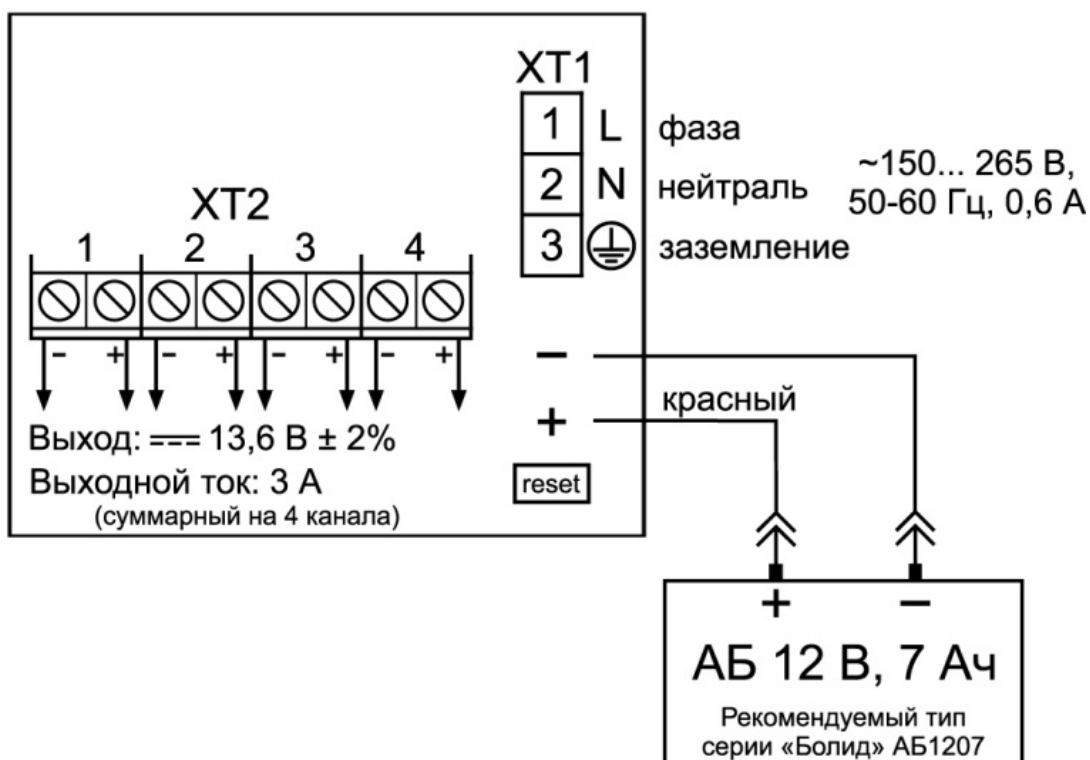 XT1
1 L фаза
2 N нейтраль
3 заземление
~150... 265 В,
50-60 Гц, 0,6 А
XT2
1 2 3 4
- + - + - + - +
Выход: 13,6 В ± 2%
Выходной ток: 3 А
(суммарный на 4 канала)
−
+ красный
reset
+ −
АБ 12 В, 7 Ач
Рекомендуемый тип
серии «Болид» АБ1207